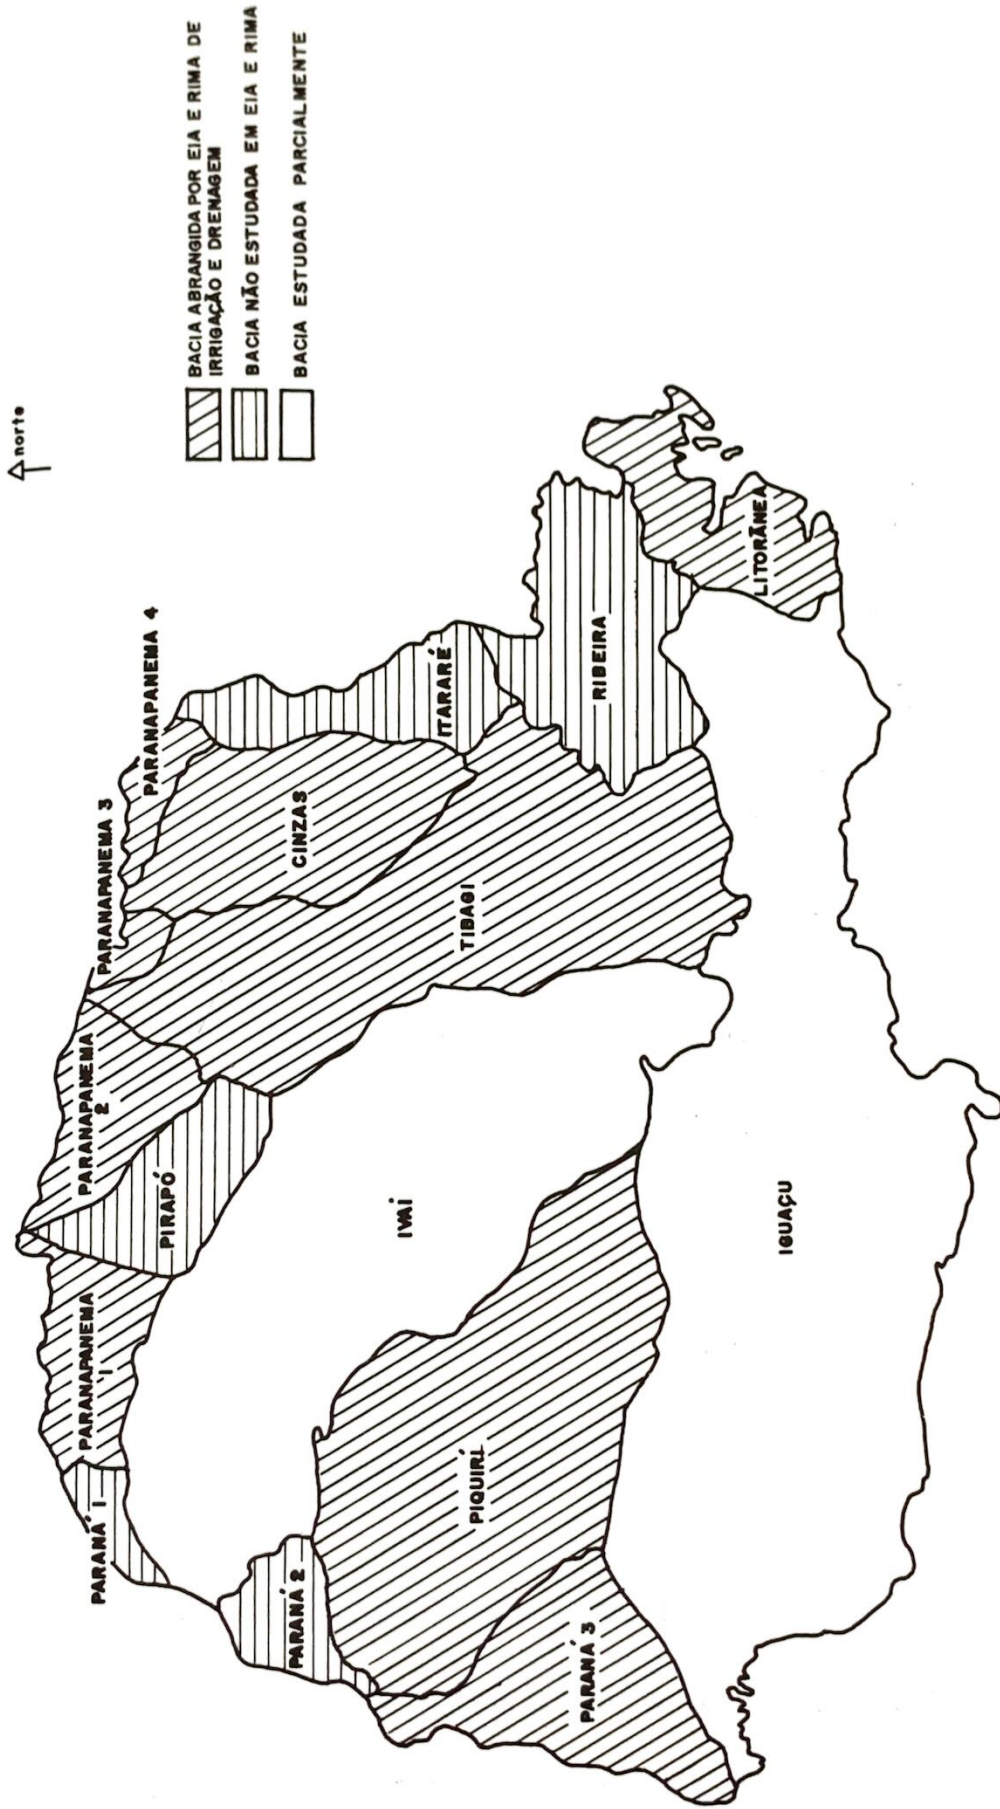 norte
BACIA ABRANGIDA POR EIA E RIMA DE
IRRIGAÇÃO E DRENAGEM
BACIA NÃO ESTUDADA EM EIA E RIMA
BACIA ESTUDADA PARCIALMENTE
PARANÁ 1
PARANAPANEMA
1
PIRAPÓ
PARANAPANEMA
2
PARANAPANEMA 3
PARANAPANEMA 4
CINZAS
ITARARÉ
TIBAGI
RIBEIRA
LITORÂNEA
IVAÍ
PARANÁ 2
PIQUIRÍ
PARANÁ 3
IGUAÇU